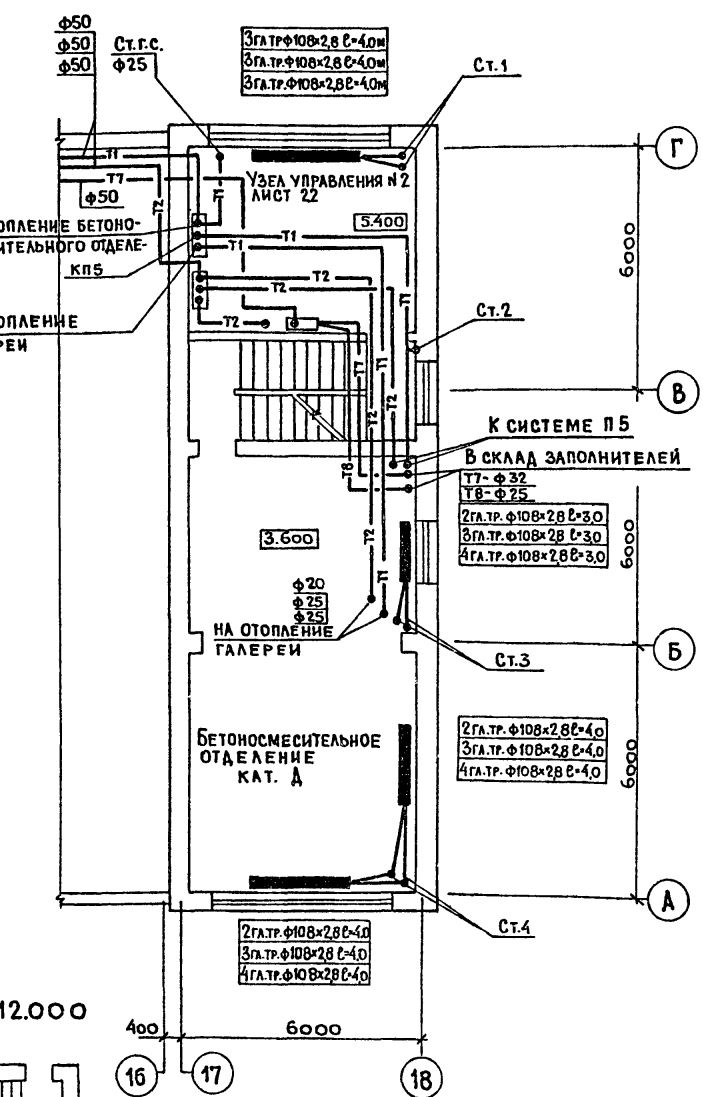 ф50
ф50
ф50
Ст.г.с.
ф25
3гл.тр.ф108×2,8 ℓ=4,0м
3гл.тр.ф108×2,8 ℓ=4,0м
3гл.тр.ф108×2,8 ℓ=4,0м
Ст.1
Г
Т1
Т7
ф50
Т2
Т1
Узел управления №2
лист 22
5.400
6000
опление бетоно-
ительного отделе-
кп5
Т1
Т1
Т2
Т2
Т1
опление
реи
Т2
Ст.2
Т7
Т1
Т2
Т2
В
К системе П5
Т8
В склад заполнителей
Т7-ф32
Т8-ф25
2гл.тр.ф108×2,8 ℓ=3,0
3гл.тр.ф108×2,8 ℓ=3,0
4гл.тр.ф108×2,8 ℓ=3,0
6000
3.600
Т2
Т1
ф20
ф25
ф25
на отопление
галереи
Ст.3
Б
Бетоносмесительное
отделение
кат. Д
2гл.тр.ф108×2,8 ℓ=4,0
3гл.тр.ф108×2,8 ℓ=4,0
4гл.тр.ф108×2,8 ℓ=4,0
6000
А
Ст.4
2гл.тр.ф108×2,8 ℓ=4,0
3гл.тр.ф108×2,8 ℓ=4,0
4гл.тр.ф108×2,8 ℓ=4,0
12.000
400
6000
16
17
18